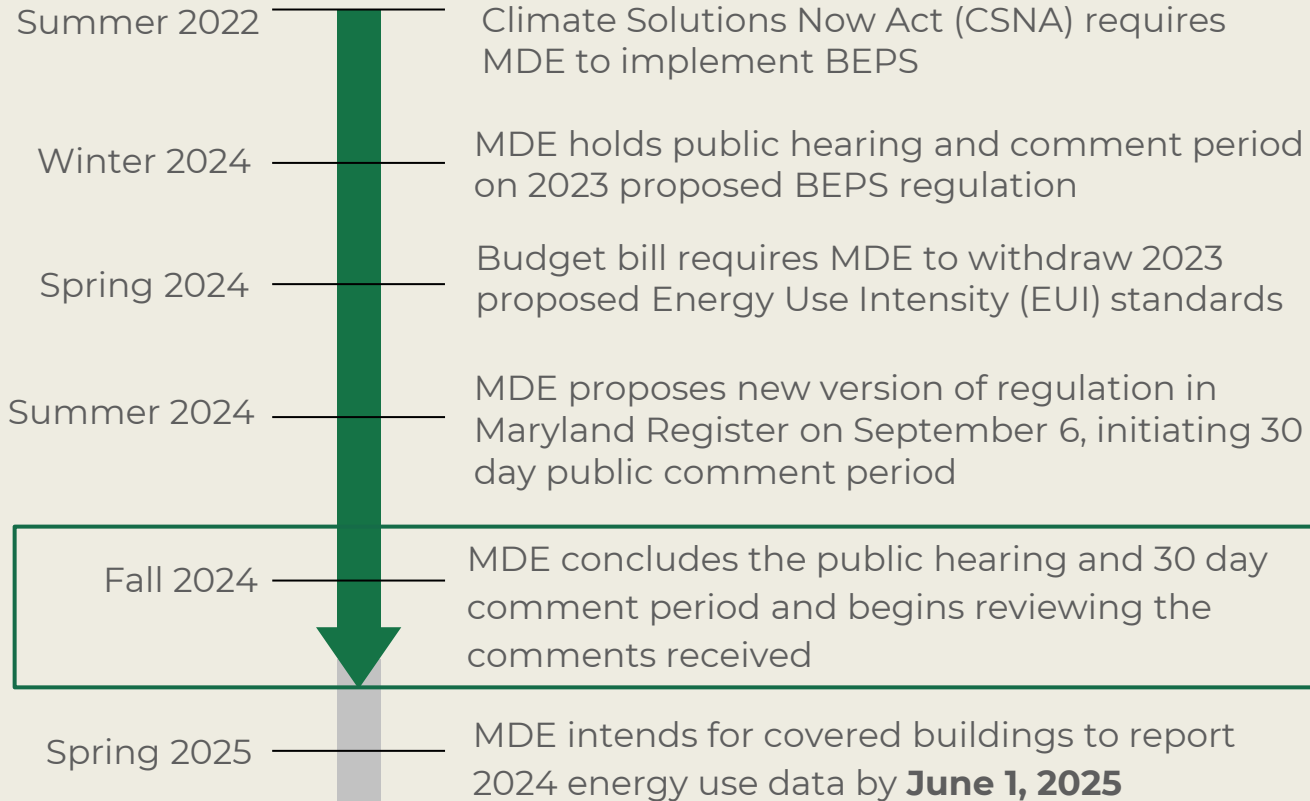 Summer 2022
Climate Solutions Now Act (CSNA) requires
MDE to implement BEPS
Winter 2024
MDE holds public hearing and comment period
on 2023 proposed BEPS regulation
Spring 2024
Budget bill requires MDE to withdraw 2023
proposed Energy Use Intensity (EUI) standards
Summer 2024
MDE proposes new version of regulation in
Maryland Register on September 6, initiating 30
day public comment period
Fall 2024
MDE concludes the public hearing and 30 day
comment period and begins reviewing the
comments received
Spring 2025
MDE intends for covered buildings to report
2024 energy use data by June 1, 2025